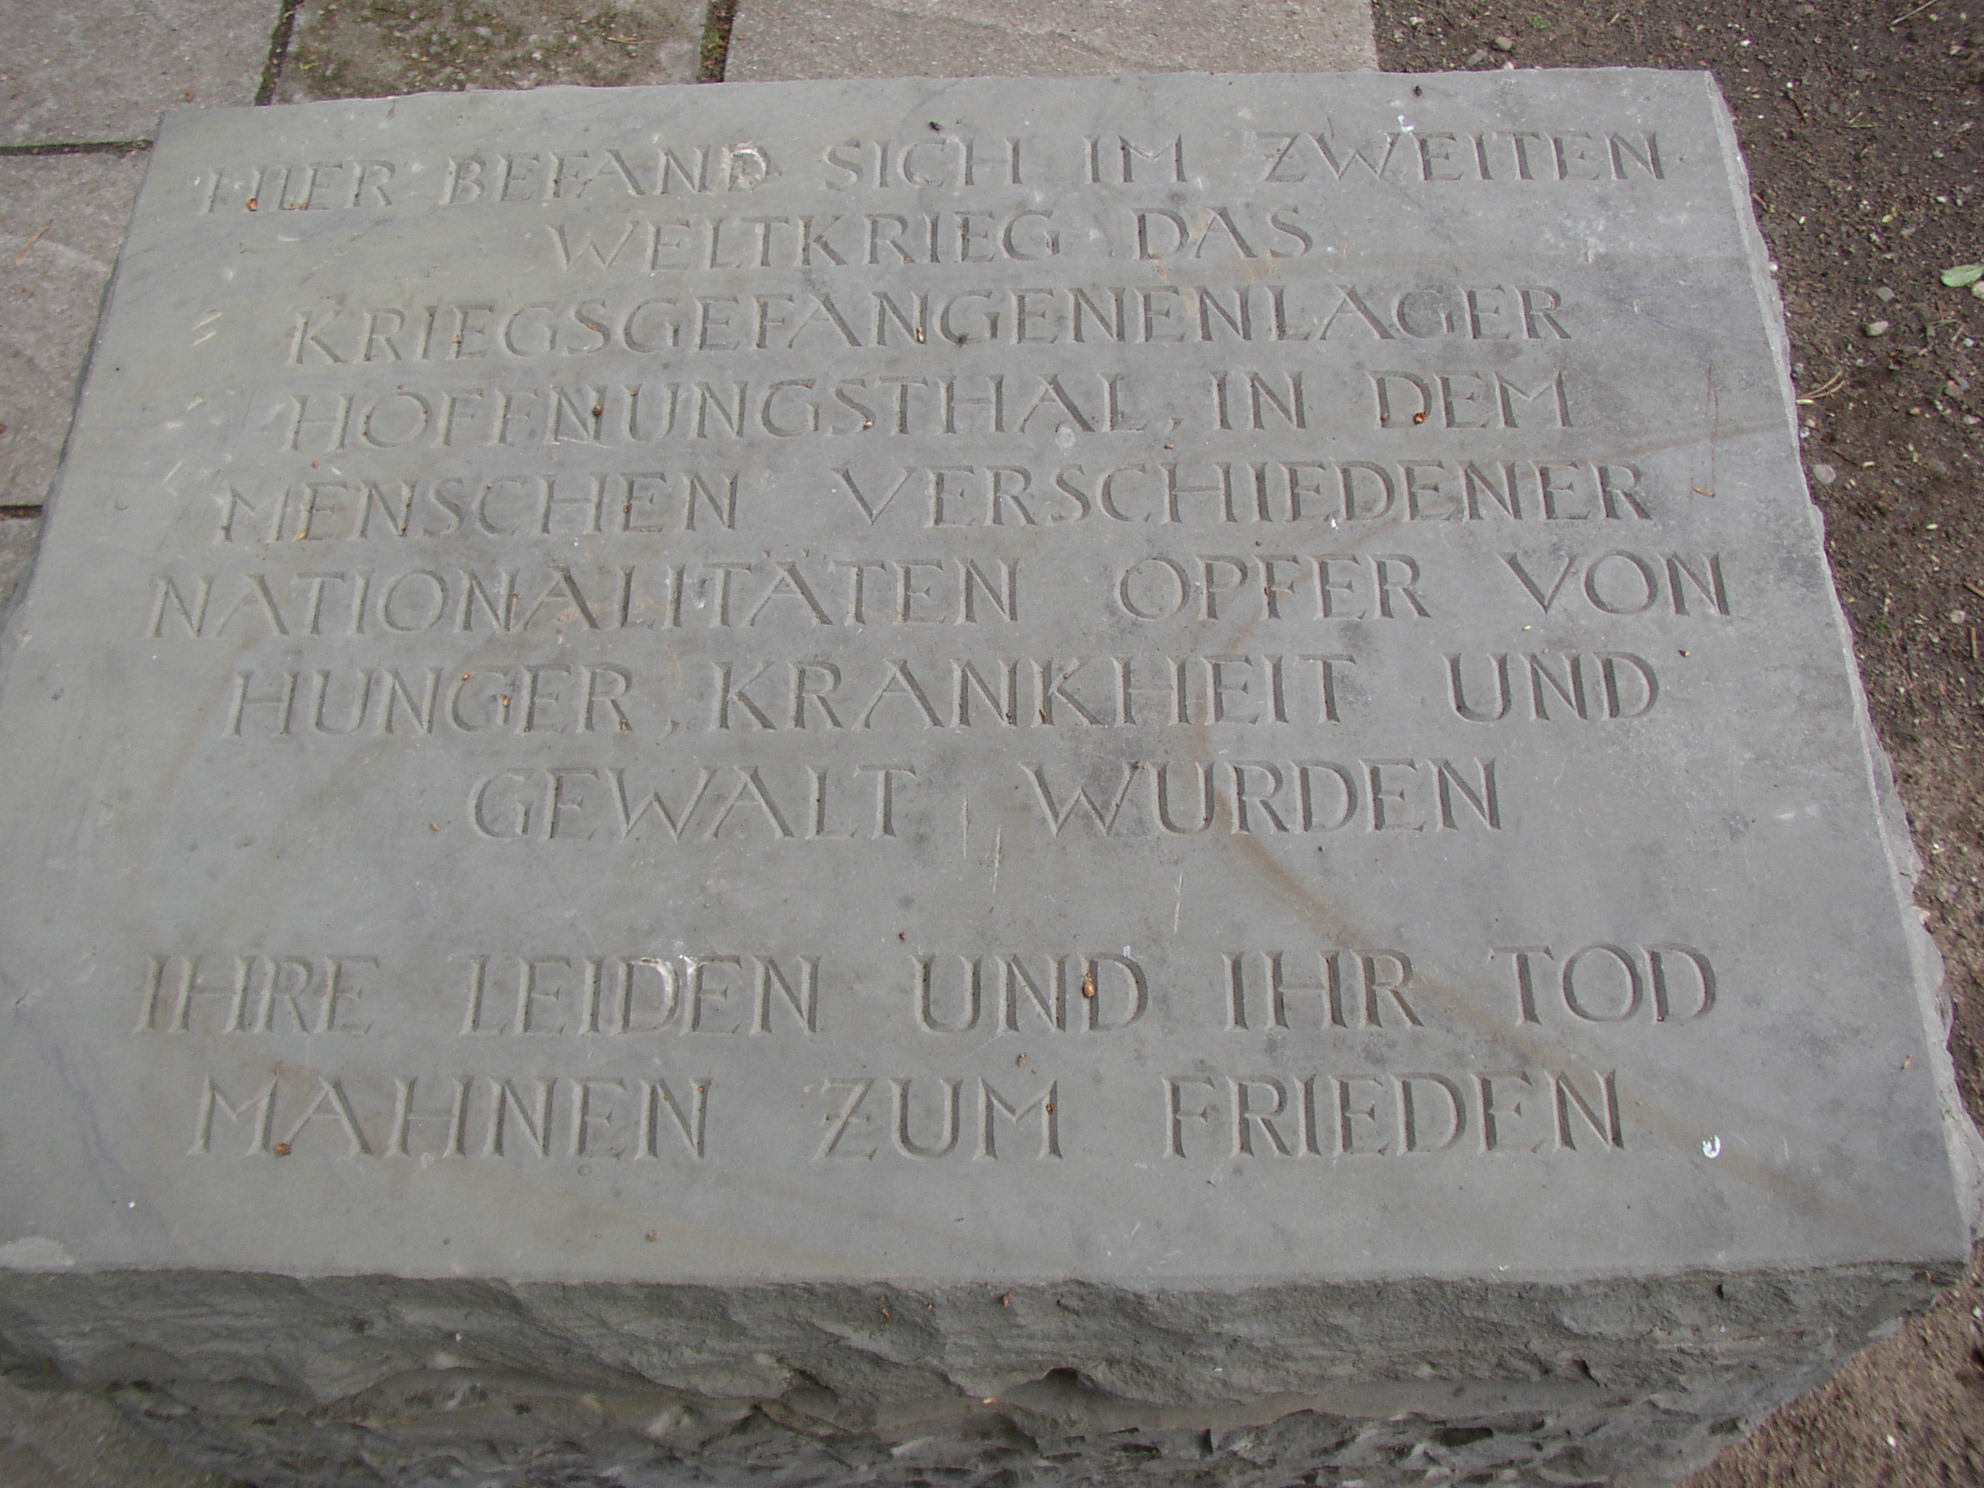 HIER BEFAND SICH IM ZWEITEN
WELTKRIEG DAS
KRIEGSGEFANGENENLAGER
HOFFNUNGSTHAL, IN DEM
MENSCHEN VERSCHIEDENER
NATIONALITÄTEN OPFER VON
HUNGER, KRANKHEIT UND
GEWALT WURDEN
IHRE LEIDEN UND IHR TOD
MAHNEN ZUM FRIEDEN